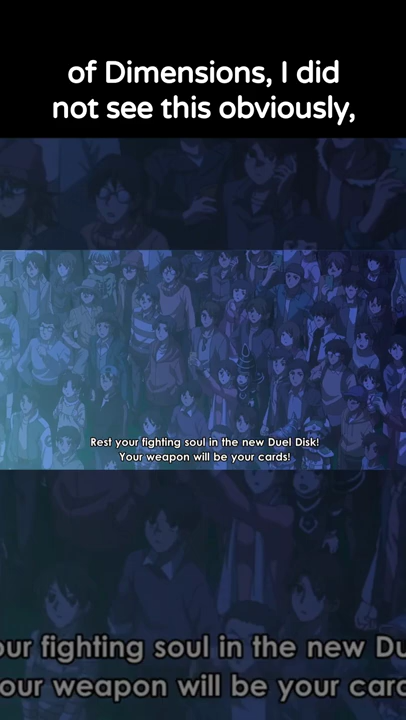 of Dimensions, I did
not see this obviously,
Rest your fighting soul in the new Duel Disk!
Your weapon will be your cards!
our fighting soul in the new Du
our weapon will be your card